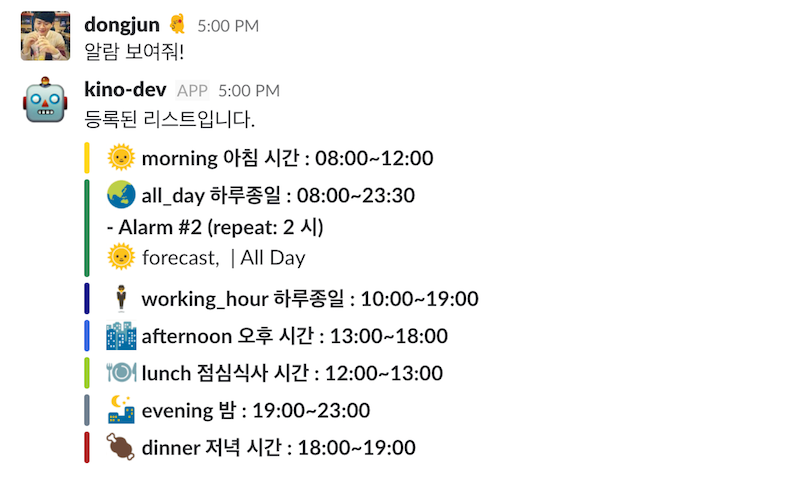 dongjun 5:00 PM
알람 보여줘!
kino-dev APP 5:00 PM
등록된 리스트입니다.
morning 아침 시간 : 08:00~12:00
all_day 하루종일 : 08:00~23:30
- Alarm #2 (repeat: 2 시)
forecast, | All Day
working_hour 하루종일 : 10:00~19:00
afternoon 오후 시간 : 13:00~18:00
lunch 점심식사 시간 : 12:00~13:00
evening 밤 : 19:00~23:00
dinner 저녁 시간 : 18:00~19:00